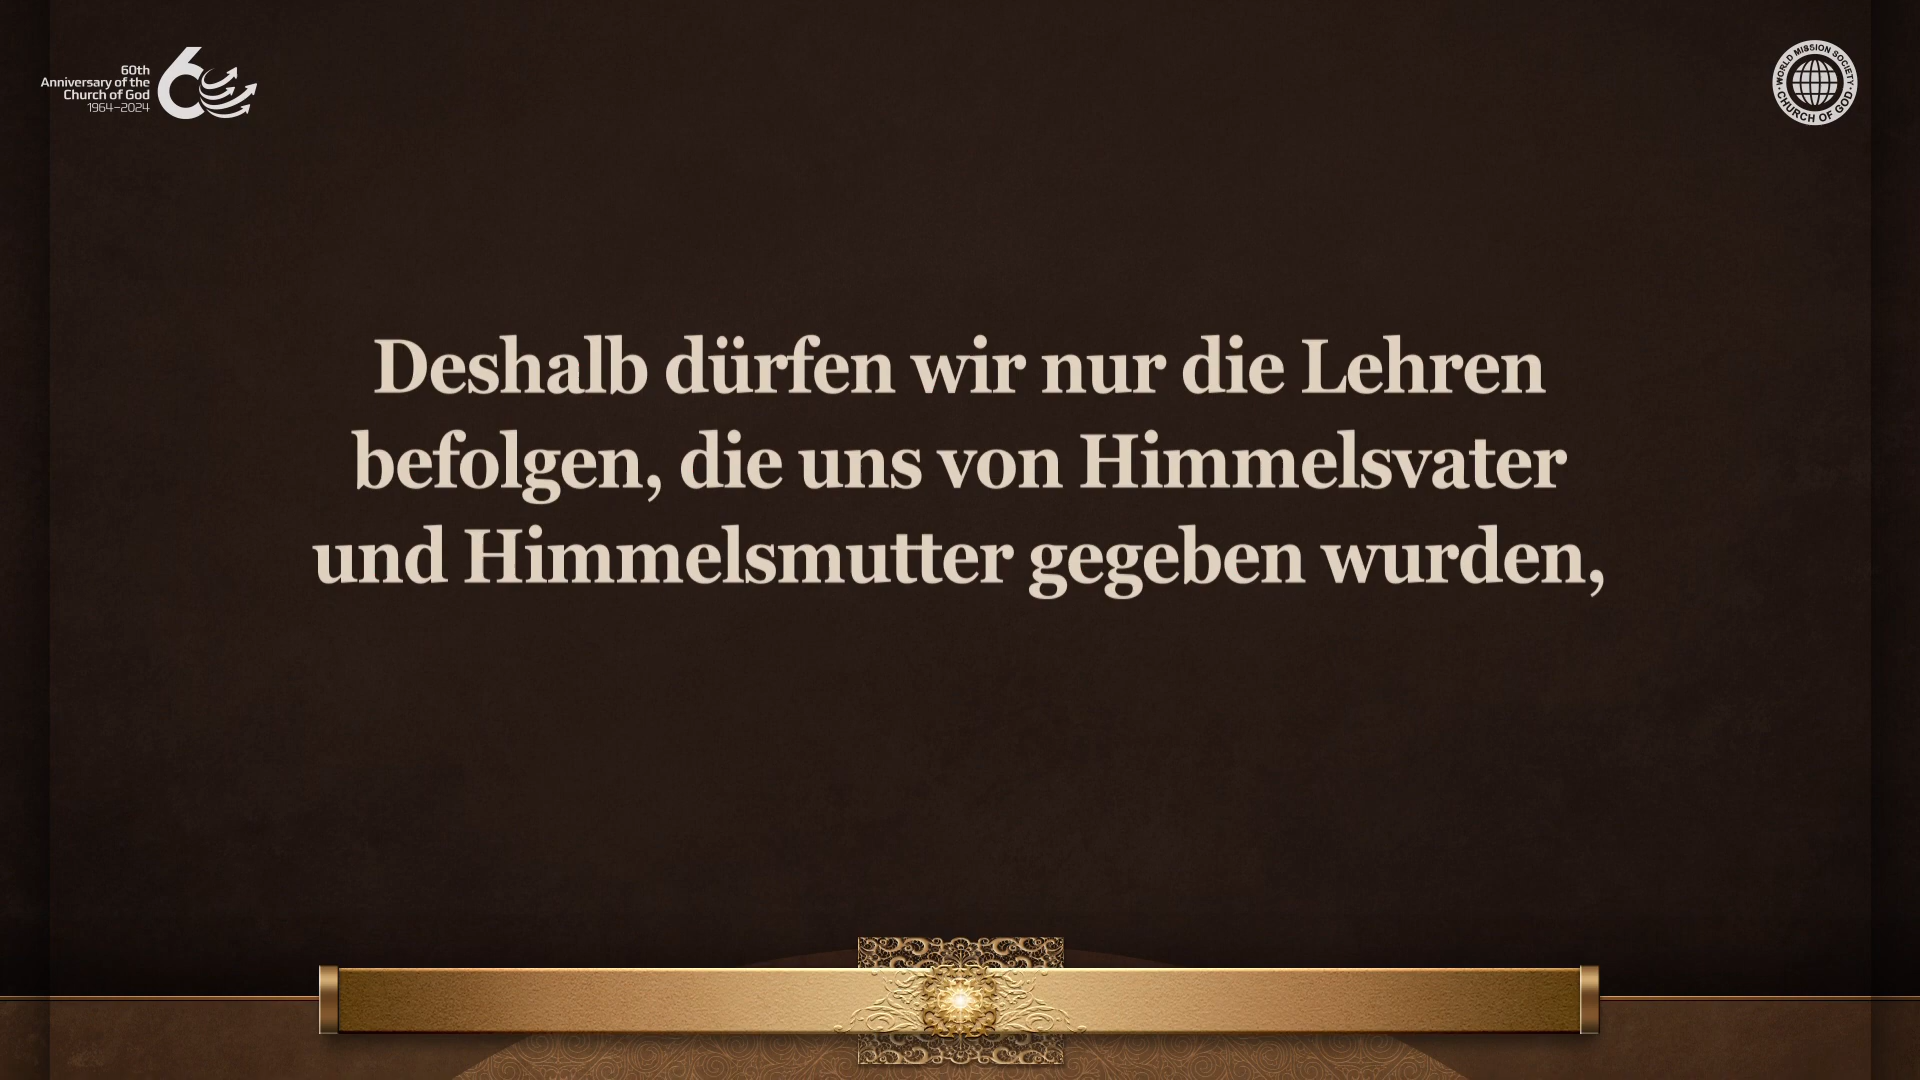 60th
Anniversary of the
Church of God
1964–2024
60
WORLD MISSION SOCIETY
CHURCH OF GOD
Deshalb dürfen wir nur die Lehren
befolgen, die uns von Himmelsvater
und Himmelsmutter gegeben wurden,